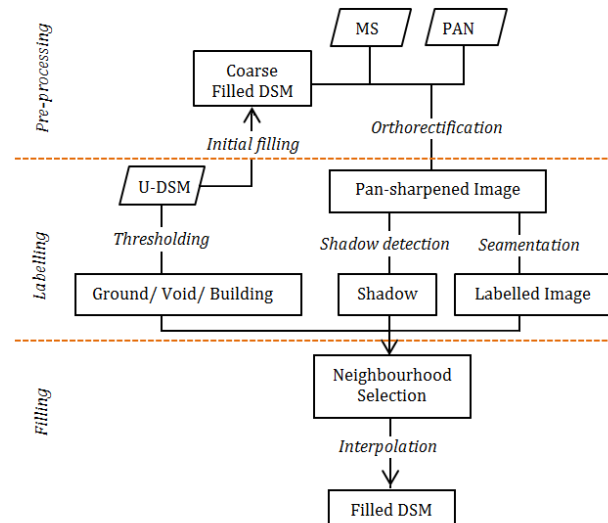 MS
PAN
Pre-processing
Coarse
Filled DSM
Initial filling
Orthorectification
U-DSM
Pan-sharpened Image
Labelling
Thresholding
Shadow detection
Seamentation
Ground/ Void/ Building
Shadow
Labelled Image
Neighbourhood
Selection
Filling
Interpolation
Filled DSM